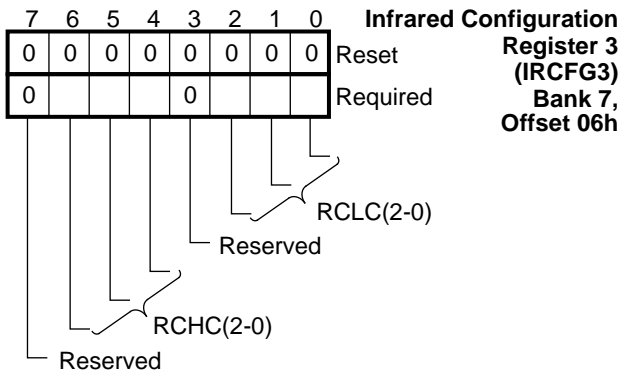 7 6 5 4 3 2 1 0
Infrared Configuration
Register 3
(IRCFG3)
Bank 7,
Offset 06h
0 0 0 0 0 0 0 0 Reset
0 0 Required
RCLC(2-0)
Reserved
RCHC(2-0)
Reserved